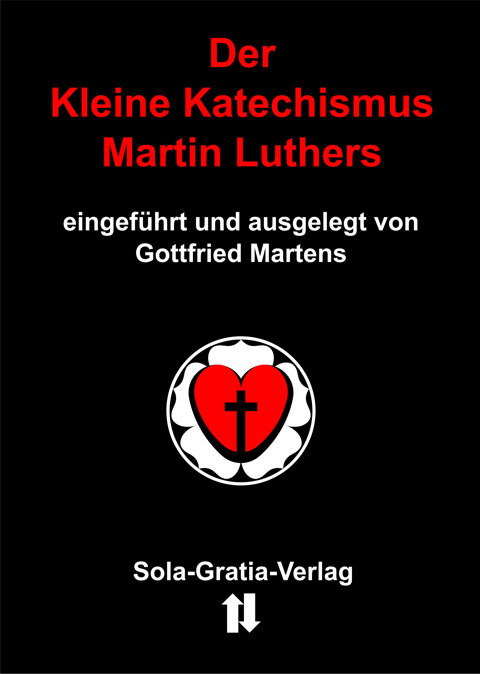 Der
Kleine Katechismus
Martin Luthers
eingeführt und ausgelegt von
Gottfried Martens
Sola-Gratia-Verlag